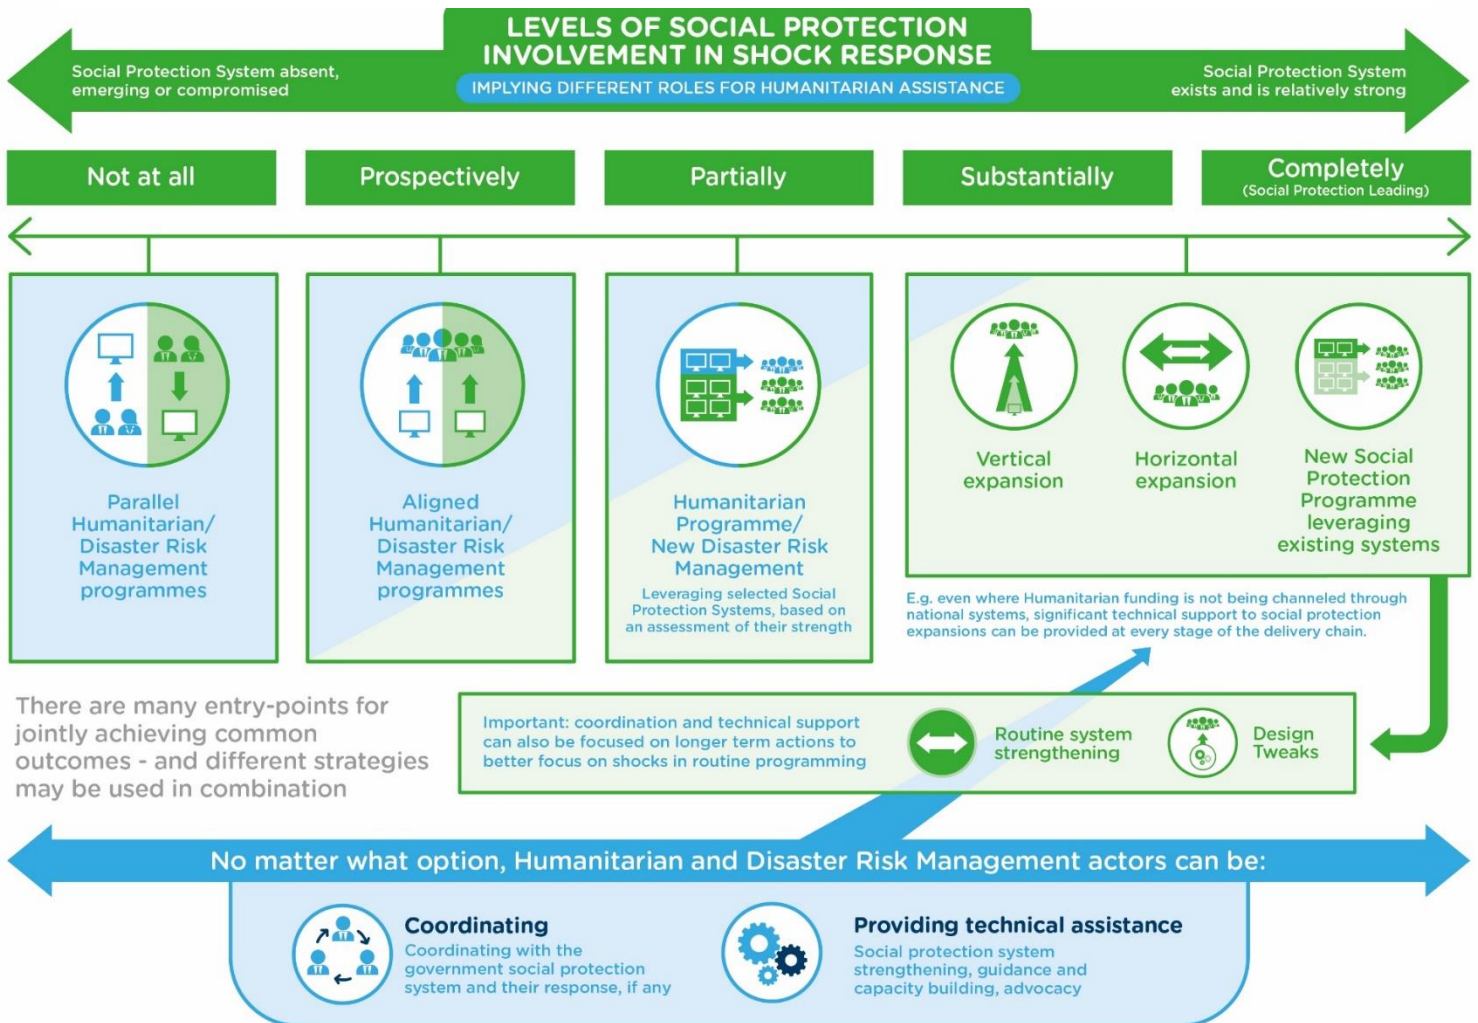 LEVELS OF SOCIAL PROTECTION
INVOLVEMENT IN SHOCK RESPONSE
IMPLYING DIFFERENT ROLES FOR HUMANITARIAN ASSISTANCE
Social Protection System absent,
emerging or compromised
Social Protection System
exists and is relatively strong
Not at all
Prospectively
Partially
Substantially
Completely
(Social Protection Leading)
Parallel
Humanitarian/
Disaster Risk
Management
programmes
Aligned
Humanitarian/
Disaster Risk
Management
programmes
Humanitarian
Programme/
New Disaster Risk
Management
Leveraging selected Social
Protection Systems, based on
an assessment of their strength
Vertical
expansion
Horizontal
expansion
New Social
Protection
Programme
leveraging
existing systems
E.g. even where Humanitarian funding is not being channeled through
national systems, significant technical support to social protection
expansions can be provided at every stage of the delivery chain.
There are many entry-points for
jointly achieving common
outcomes - and different strategies
may be used in combination
Important: coordination and technical support
can also be focused on longer term actions to
better focus on shocks in routine programming
Routine system
strengthening
Design
Tweaks
No matter what option, Humanitarian and Disaster Risk Management actors can be:
Coordinating
Coordinating with the
government social protection
system and their response, if any
Providing technical assistance
Social protection system
strengthening, guidance and
capacity building, advocacy